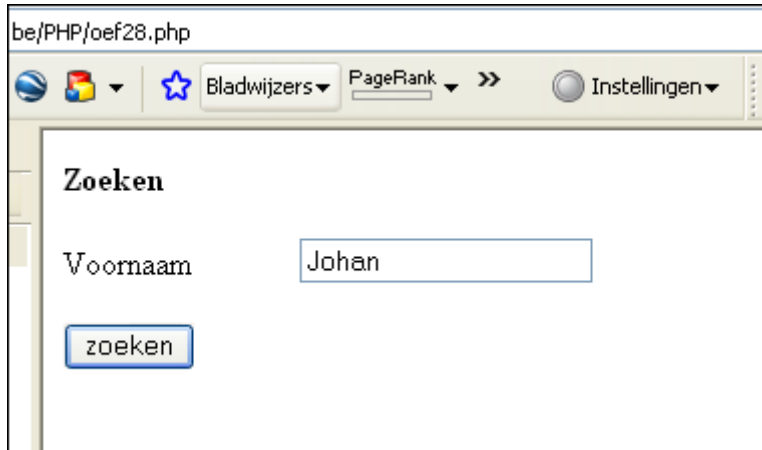 be/PHP/oef28.php
Bladwijzers PageRank Instellingen
Zoeken
Voornaam Johan
zoeken